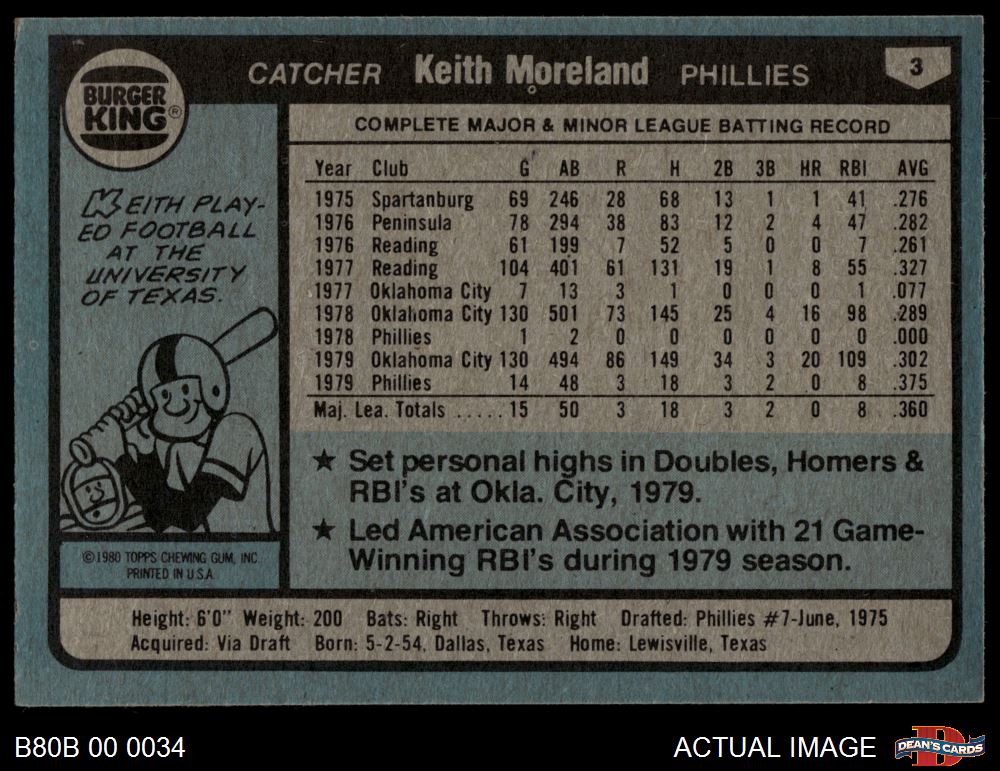 BURGER
KING®
CATCHER Keith Moreland PHILLIES
3
KEITH PLAY-
ED FOOTBALL
AT THE
UNIVERSITY
OF TEXAS.
©1980 TOPPS CHEWING GUM, INC.
PRINTED IN U.S.A.
COMPLETE MAJOR & MINOR LEAGUE BATTING RECORD
Year Club G AB R H 2B 3B HR RBI AVG
1975 Spartanburg 69 246 28 68 13 1 1 41 .276
1976 Peninsula 78 294 38 83 12 2 4 47 .282
1976 Reading 61 199 7 52 5 0 0 7 .261
1977 Reading 104 401 61 131 19 1 8 55 .327
1977 Oklahoma City 7 13 3 1 0 0 0 1 .077
1978 Oklahoma City 130 501 73 145 25 4 16 98 .289
1978 Phillies 1 2 0 0 0 0 0 0 .000
1979 Oklahoma City 130 494 86 149 34 3 20 109 .302
1979 Phillies 14 48 3 18 3 2 0 8 .375
Maj. Lea. Totals ..... 15 50 3 18 3 2 0 8 .360
★ Set personal highs in Doubles, Homers &
RBI's at Okla. City, 1979.
★ Led American Association with 21 Game-
Winning RBI's during 1979 season.
Height: 6'0" Weight: 200 Bats: Right Throws: Right Drafted: Phillies #7-June, 1975
Acquired: Via Draft Born: 5-2-54, Dallas, Texas Home: Lewisville, Texas
B80B 00 0034
ACTUAL IMAGE
D
DEAN'S CARDS